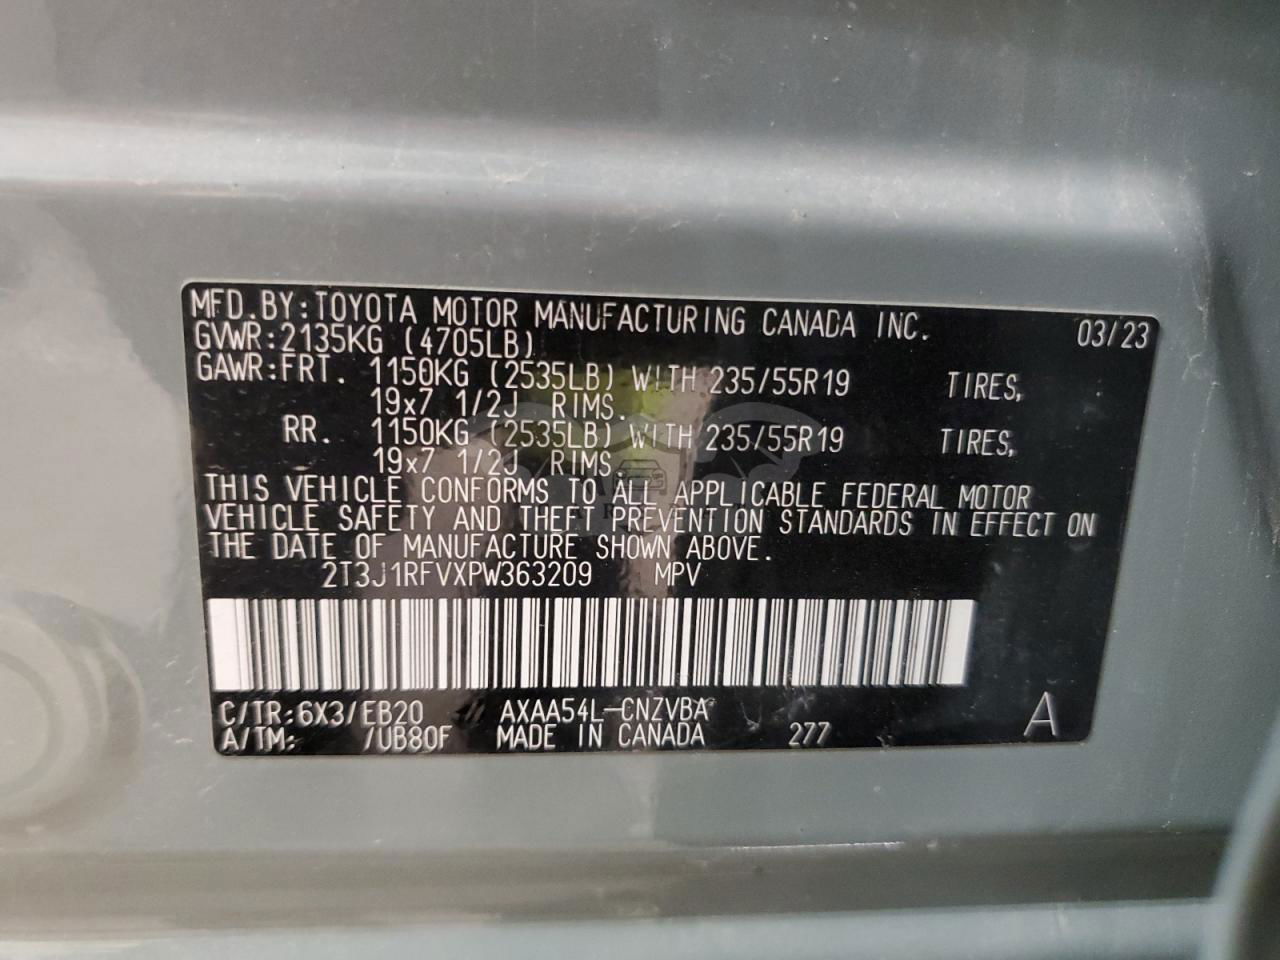 MFD.BY:TOYOTA MOTOR MANUFACTURING CANADA INC. 03/23
GVWR:2135KG (4705LB)
GAWR:FRT. 1150KG (2535LB) WITH 235/55R19 TIRES,
19x7 1/2J RIMS.
RR. 1150KG (2535LB) WITH 235/55R19 TIRES,
19x7 1/2J RIMS.
THIS VEHICLE CONFORMS TO ALL APPLICABLE FEDERAL MOTOR
VEHICLE SAFETY AND THEFT PREVENTION STANDARDS IN EFFECT ON
THE DATE OF MANUFACTURE SHOWN ABOVE.
2T3J1RFVXPW363209 MPV
C/TR:6X3/EB20 AXAA54L-CNZVBA
A/TM: /UB80F MADE IN CANADA 277 A